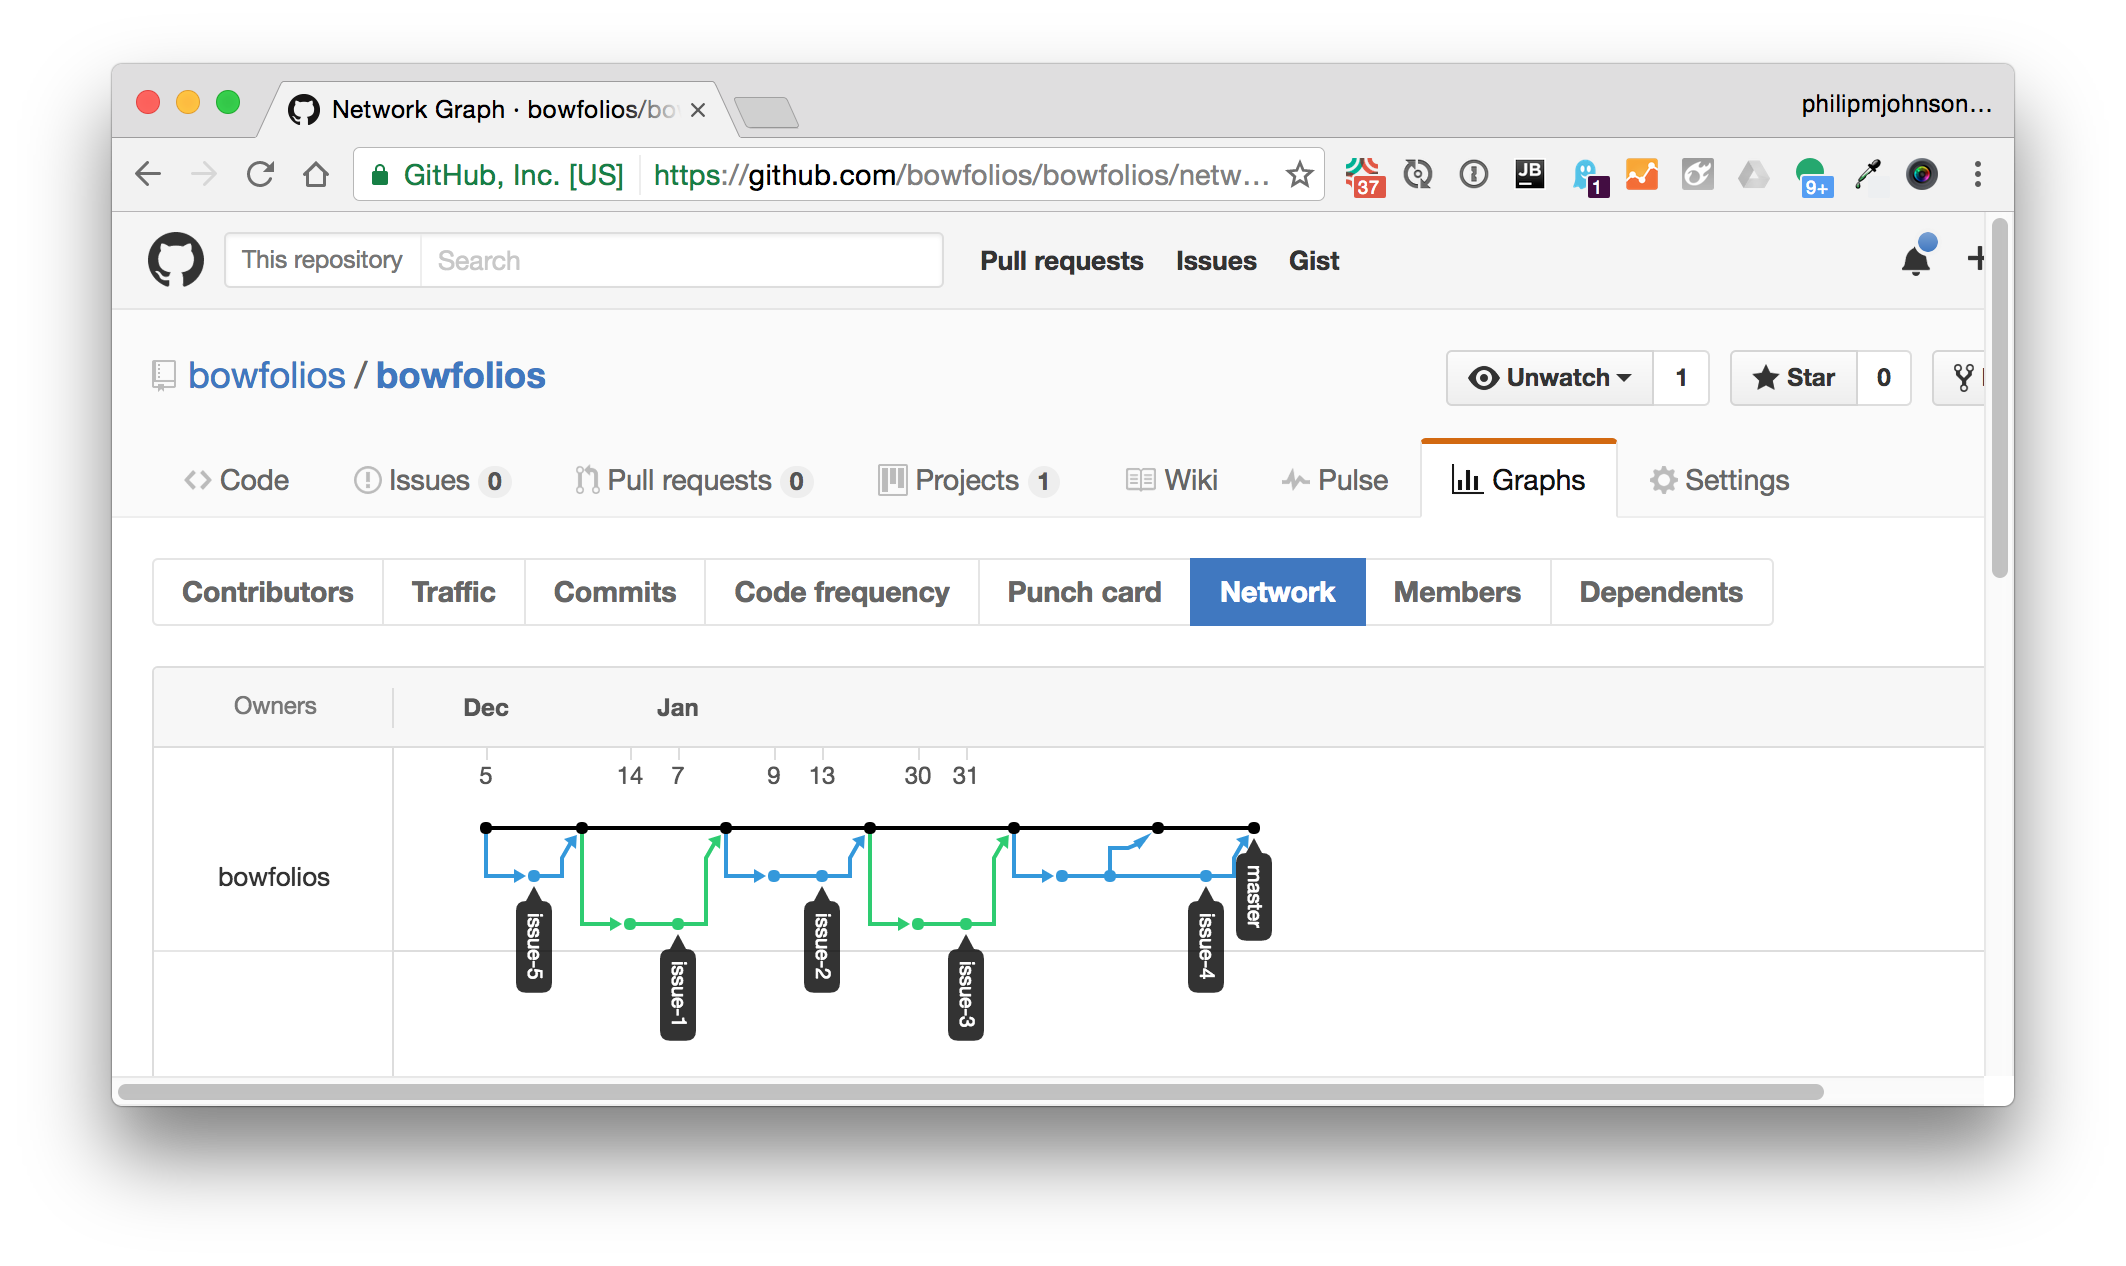 Network Graph · bowfolios/bo
philipmjohnson...
GitHub, Inc. [US] https://github.com/bowfolios/bowfolios/netw...
37
JB
1
9+
This repository Search Pull requests Issues Gist
bowfolios / bowfolios
Unwatch 1 Star 0
Code Issues 0 Pull requests 0 Projects 1 Wiki Pulse Graphs Settings
Contributors Traffic Commits Code frequency Punch card Network Members Dependents
Owners Dec Jan
5 14 7 9 13 30 31
bowfolios
issue-5
issue-1
issue-2
issue-3
issue-4
master